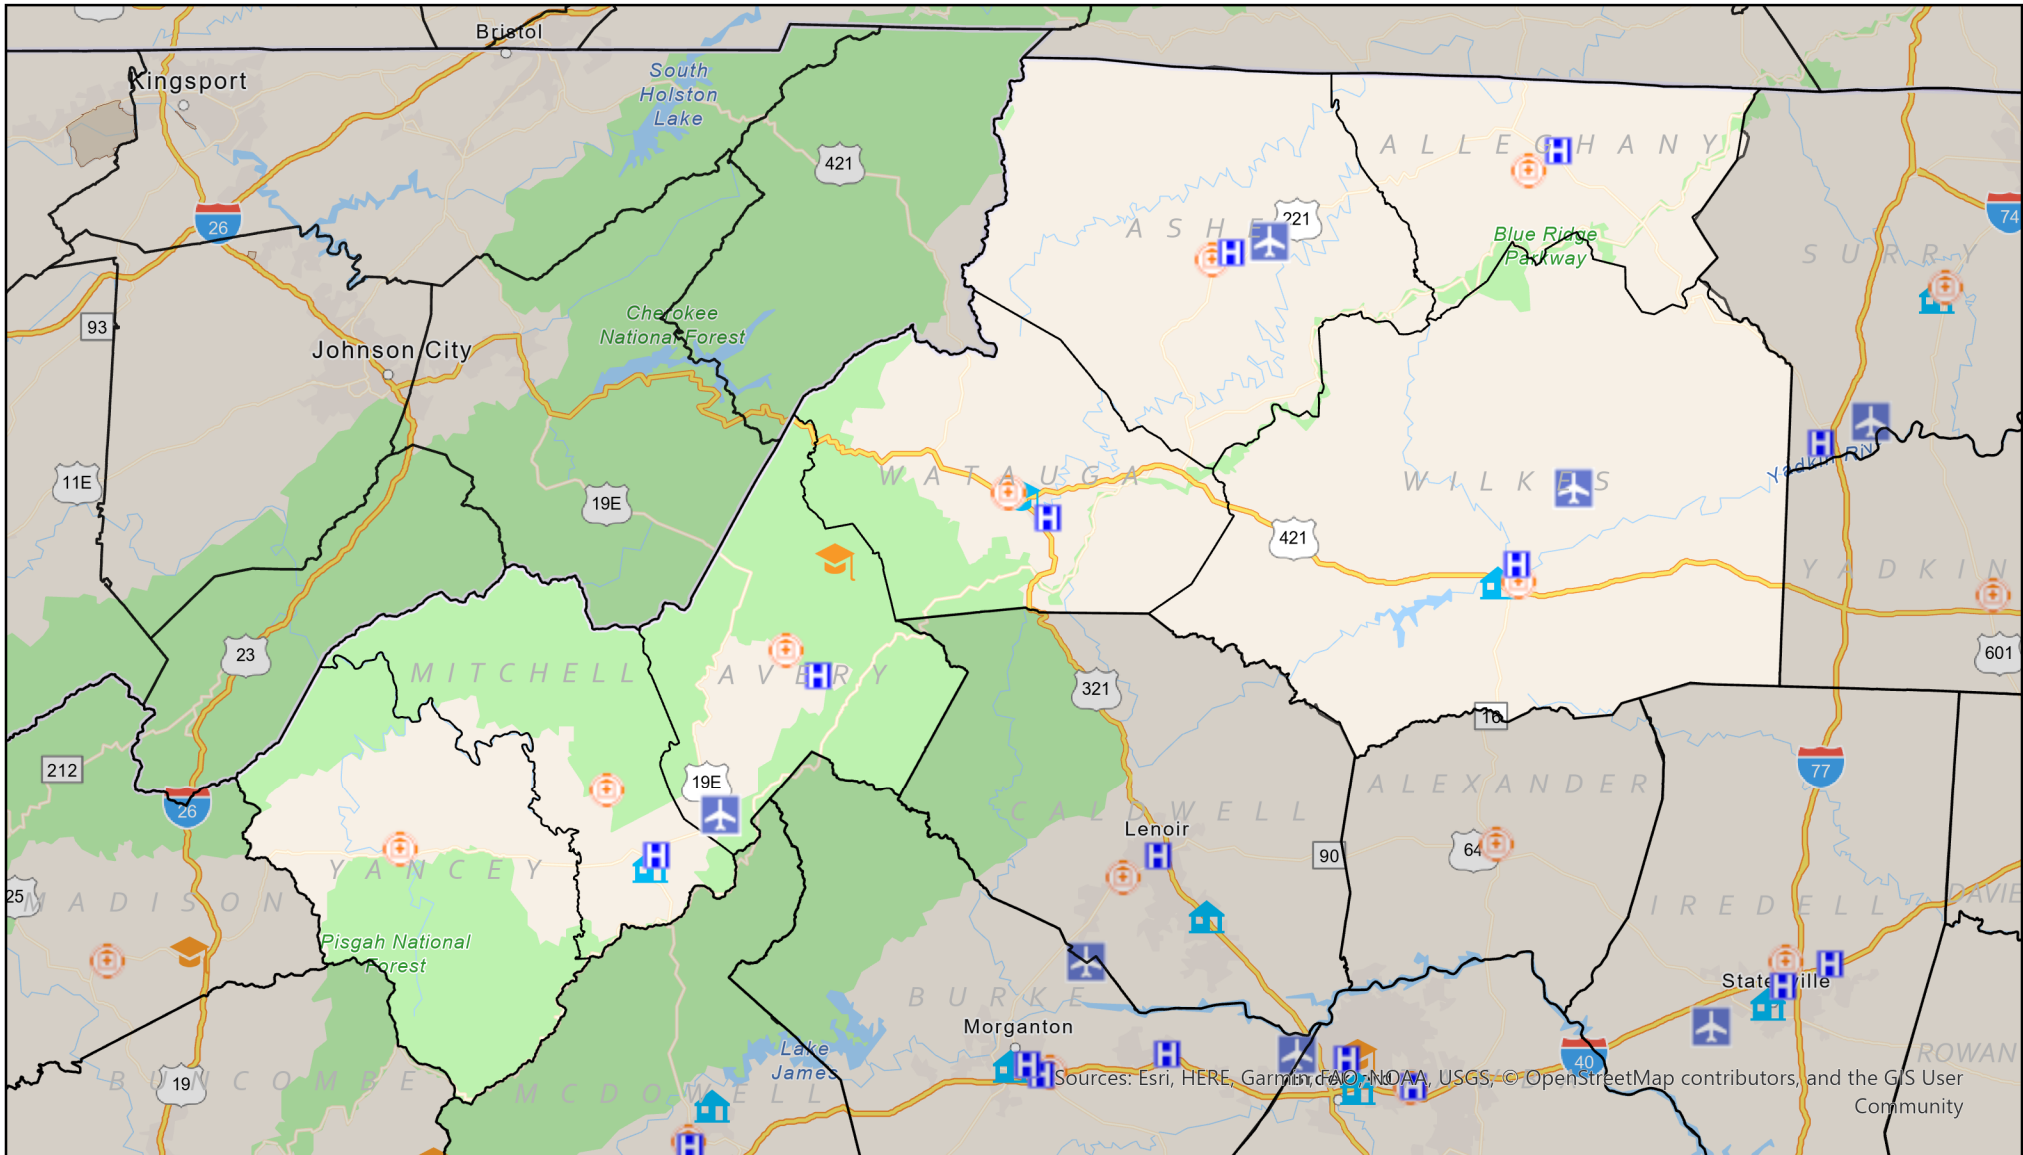 Bristol
Kingsport
South
Holston
Lake
421
ALLEGHANY
26
74
ASHE
221
Blue Ridge
Parkway
SURRY
93
Cherokee
National Forest
Johnson City
11E
19E
WATAUGA
WILKES
Yadkin Riv
421
YADKIN
23
MITCHELL
AVERY
321
601
16
212
19E
77
26
ALEXANDER
CALDWELL
Lenoir
90
64
YANCEY
25
MADISON
IREDELL
DAVIE
Pisgah National
Forest
BURKE
Statesville
Morganton
Lake
James
40
ROWAN
19
BUNCOMBE
MCDOWELL
Sources: Esri, HERE, Garmin, FAO, NOAA, USGS, © OpenStreetMap contributors, and the GIS User
Community